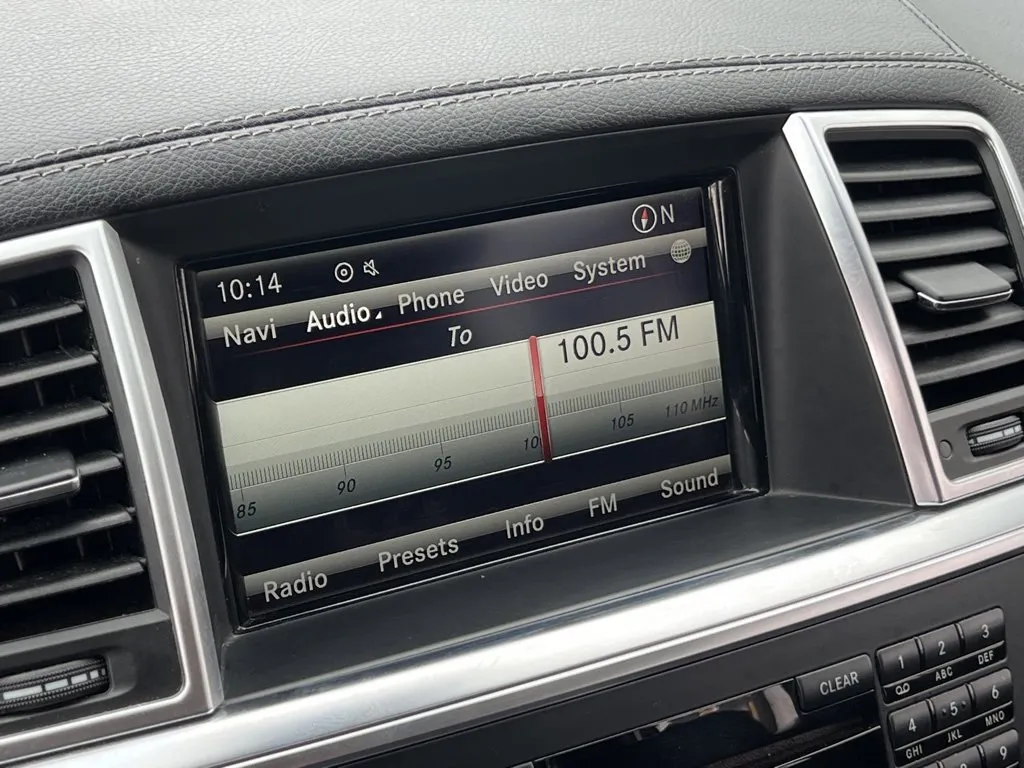 10:14 N
Navi Audio Phone Video System
To
100.5 FM
85 90 95 10 105 110 MHz
Radio Presets Info FM Sound
CLEAR 1 2 ABC 3 DEF
4 GHI 5 JKL 6 MNO
9